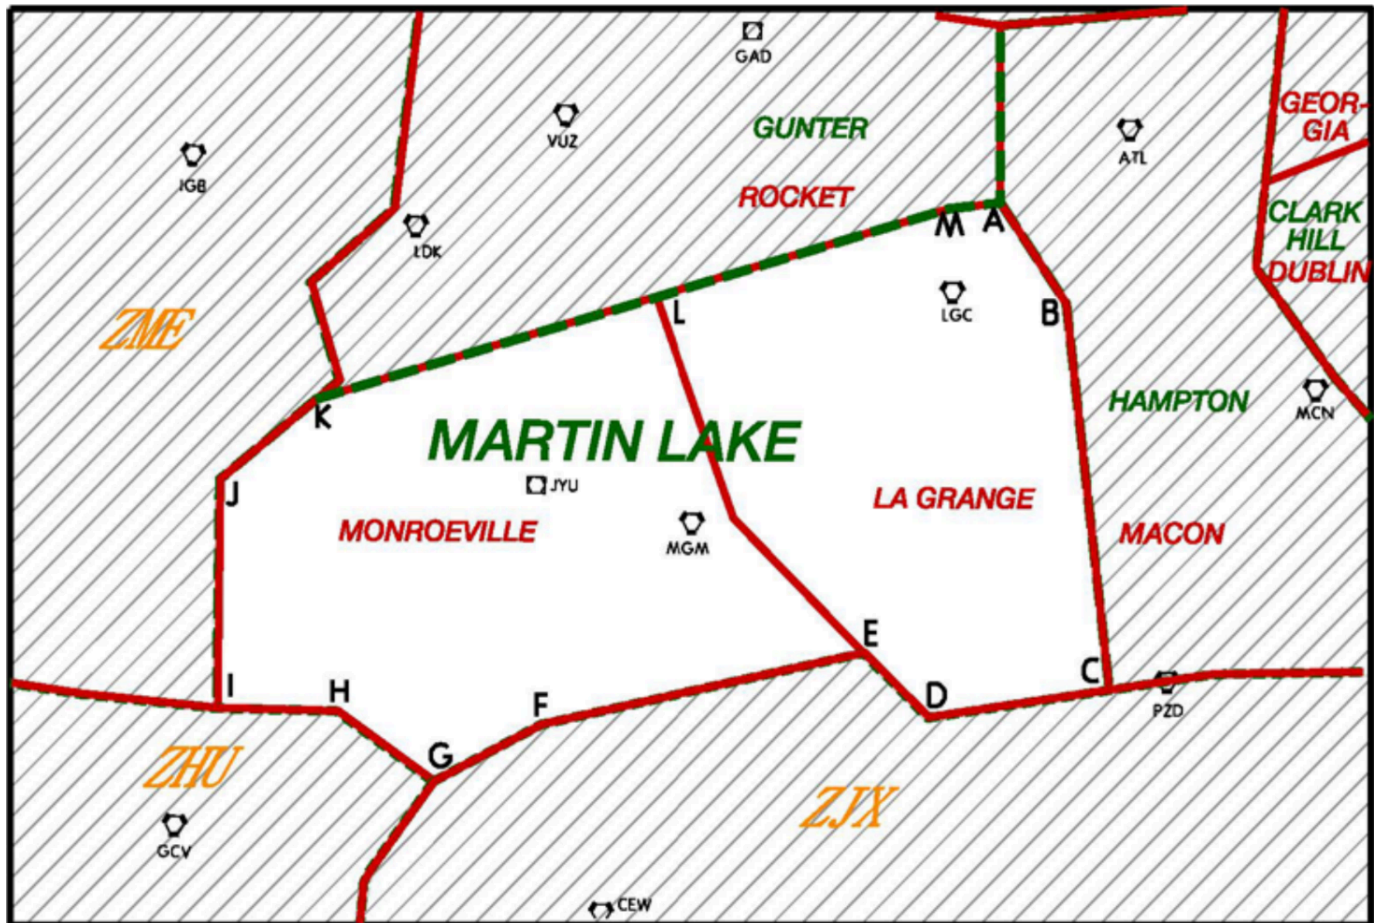 GAD
GEOR-
GIA
VUZ
GUNTER
ATL
IGB
ROCKET
CLARK
HILL
DUBLIN
M
A
LDK
LGC
B
L
ZME
K
HAMPTON
MCN
MARTIN LAKE
J
JYU
LA GRANGE
MONROEVILLE
MGM
MACON
E
I
H
F
D
C
PZD
G
ZHU
ZJX
GCV
CEW